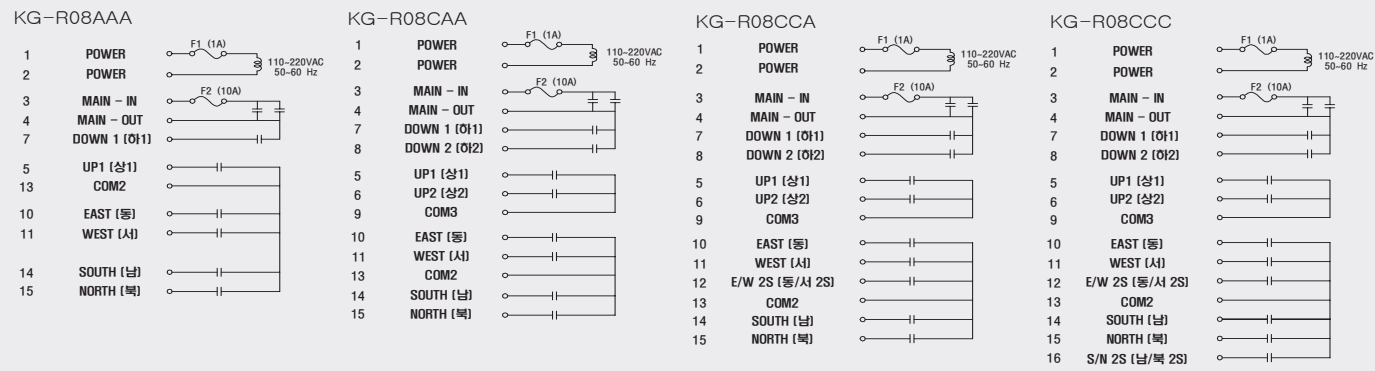 KG-R08AAA
F1 (1A)
1 POWER
2 POWER
110~220VAC
50~60 Hz
3 MAIN - IN
F2 (10A)
4 MAIN - OUT
7 DOWN 1 (하1)
5 UP1 (상1)
13 COM2
10 EAST (동)
11 WEST (서)
14 SOUTH (남)
15 NORTH (북)
KG-R08CAA
F1 (1A)
1 POWER
2 POWER
110~220VAC
50~60 Hz
3 MAIN - IN
F2 (10A)
4 MAIN - OUT
7 DOWN 1 (하1)
8 DOWN 2 (하2)
5 UP1 (상1)
6 UP2 (상2)
9 COM3
10 EAST (동)
11 WEST (서)
13 COM2
14 SOUTH (남)
15 NORTH (북)
KG-R08CCA
F1 (1A)
1 POWER
2 POWER
110~220VAC
50~60 Hz
3 MAIN - IN
F2 (10A)
4 MAIN - OUT
7 DOWN 1 (하1)
8 DOWN 2 (하2)
5 UP1 (상1)
6 UP2 (상2)
9 COM3
10 EAST (동)
11 WEST (서)
12 E/W 2S (동/서 2S)
13 COM2
14 SOUTH (남)
15 NORTH (북)
KG-R08CCC
F1 (1A)
1 POWER
2 POWER
110~220VAC
50~60 Hz
3 MAIN - IN
F2 (10A)
4 MAIN - OUT
7 DOWN 1 (하1)
8 DOWN 2 (하2)
5 UP1 (상1)
6 UP2 (상2)
9 COM3
10 EAST (동)
11 WEST (서)
12 E/W 2S (동/서 2S)
13 COM2
14 SOUTH (남)
15 NORTH (북)
16 S/N 2S (남/북 2S)